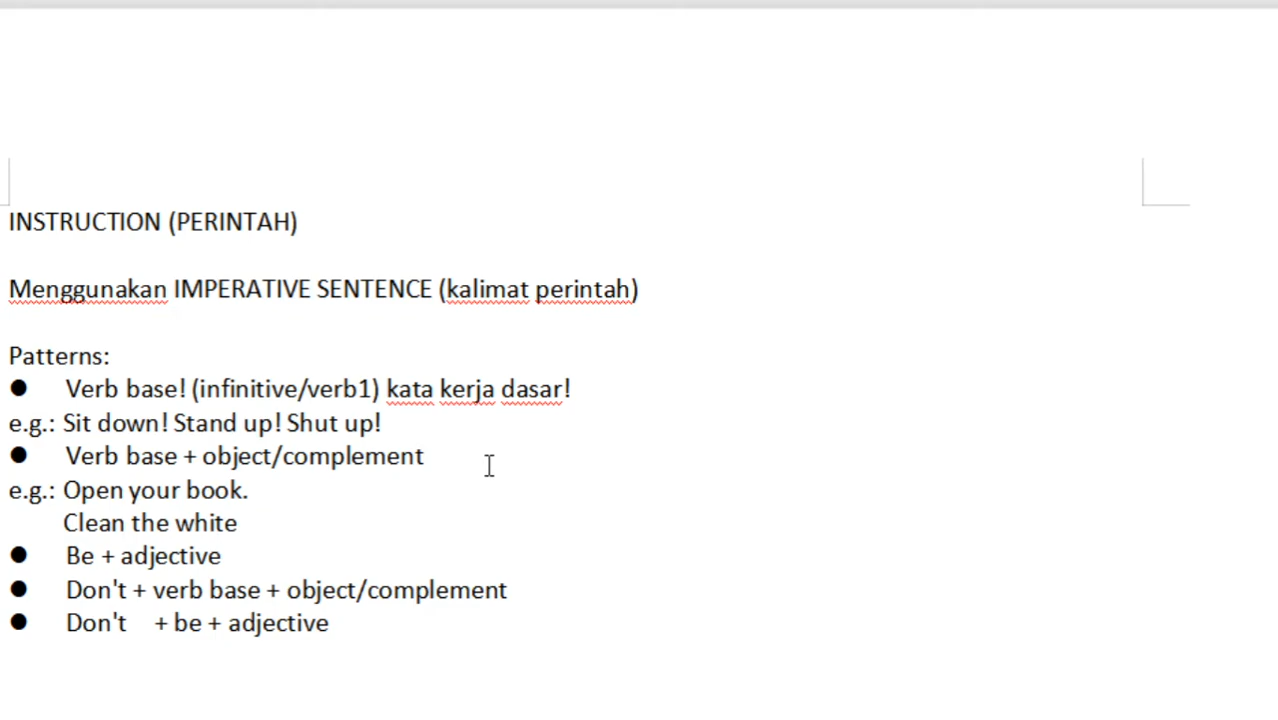 INSTRUCTION (PERINTAH)
Menggunakan IMPERATIVE SENTENCE (kalimat perintah)
Patterns:
● Verb base! (infinitive/verb1) kata kerja dasar!
e.g.: Sit down! Stand up! Shut up!
● Verb base + object/complement
e.g.: Open your book.
Clean the white
● Be + adjective
● Don't + verb base + object/complement
● Don't + be + adjective